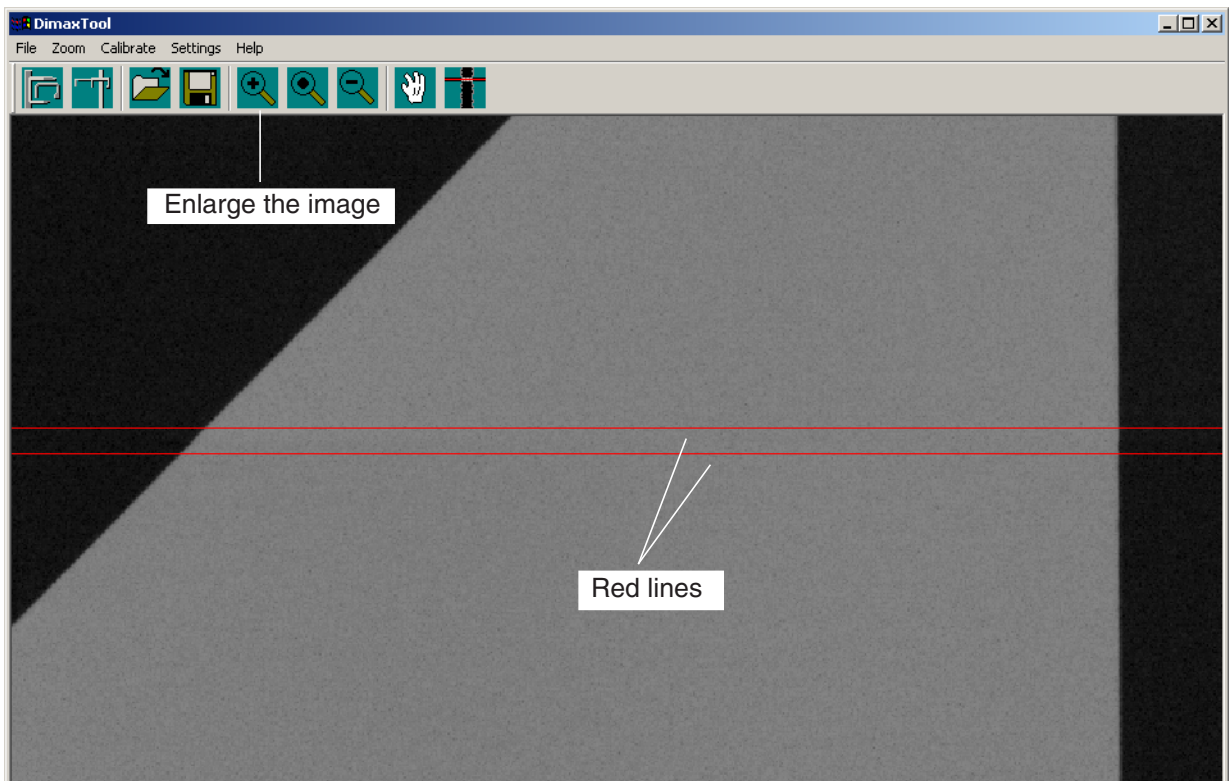 DimaxTool
File Zoom Calibrate Settings Help
Enlarge the image
Red lines